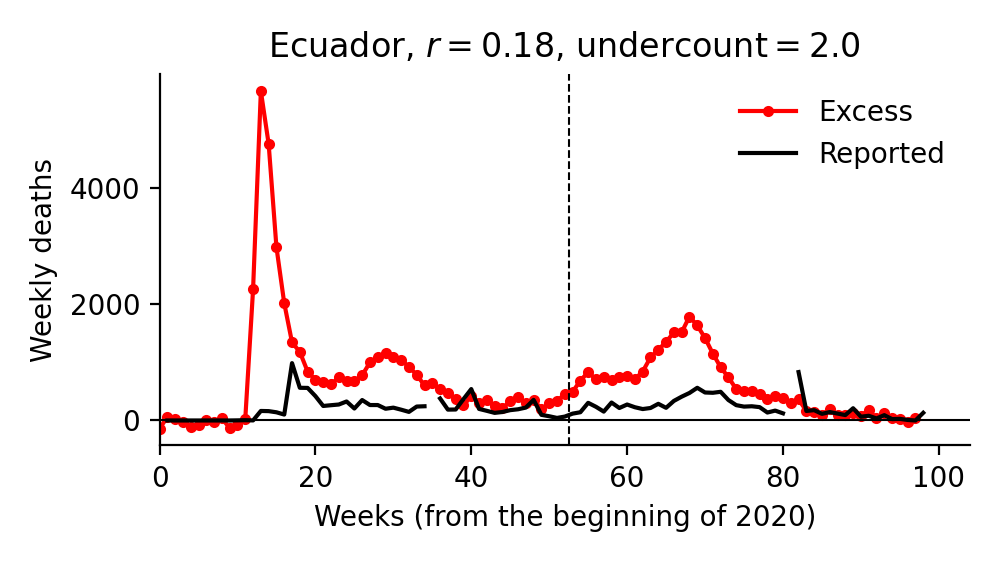 Ecuador, r = 0.18, undercount = 2.0
Excess
Reported
Weekly deaths
4000
2000
0
0 20 40 60 80 100
Weeks (from the beginning of 2020)